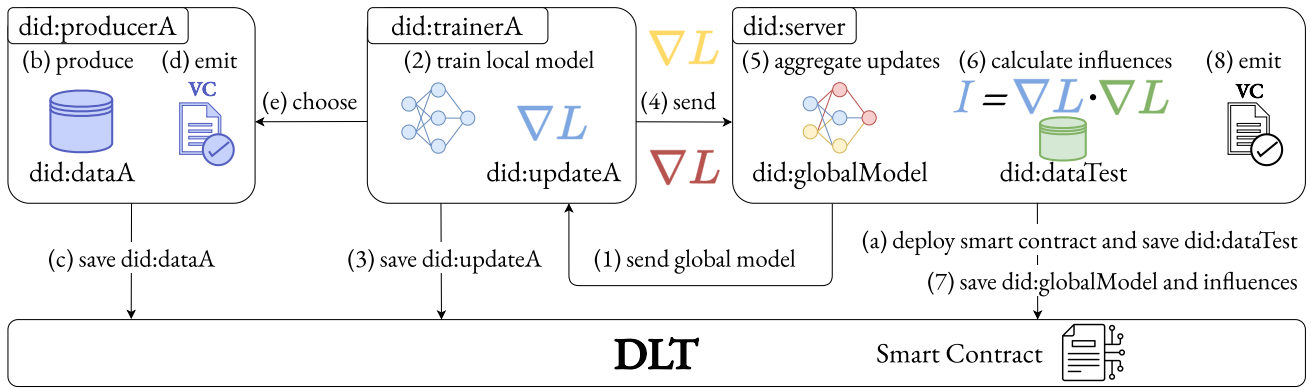 did:producerA
(b) produce
(d) emit
VC
did:dataA
(e) choose
did:trainerA
(2) train local model
∇L
did:updateA
∇L
(4) send
∇L
did:server
(5) aggregate updates
(6) calculate influences
(8) emit
I = ∇L · ∇L
VC
did:globalModel
did:dataTest
(c) save did:dataA
(3) save did:updateA
(1) send global model
(a) deploy smart contract and save did:dataTest
(7) save did:globalModel and influences
DLT
Smart Contract